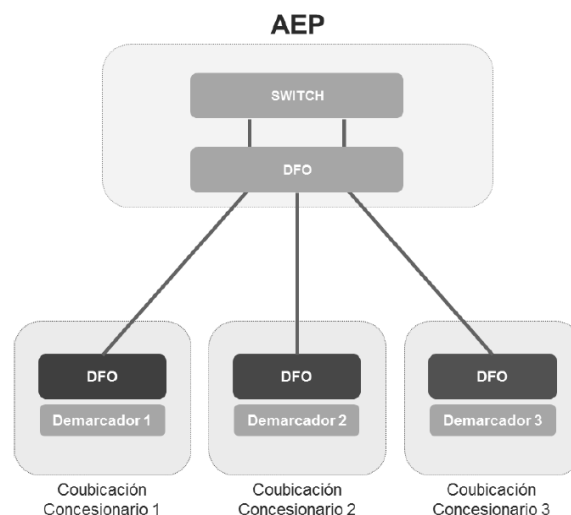 AEP
SWITCH
DFO
DFO
DFO
DFO
Demarcador 1
Demarcador 2
Demarcador 3
Coubicación
Concesionario 1
Coubicación
Concesionario 2
Coubicación
Concesionario 3